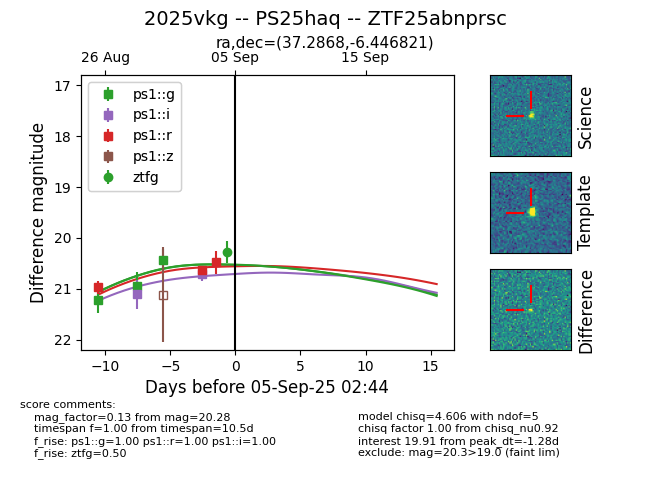 2025vkg -- PS25haq -- ZTF25abnprsc
ra,dec=(37.2868,-6.446821)
26 Aug 05 Sep 15 Sep
17
18
19
20
21
22
Difference magnitude
ps1::g
ps1::i
ps1::r
ps1::z
ztfg
−10 −5 0 5 10 15
Days before 05-Sep-25 02:44
Science
Template
Difference
score comments:
mag_factor=0.13 from mag=20.28
timespan f=1.00 from timespan=10.5d
f_rise: ps1::g=1.00 ps1::r=1.00 ps1::i=1.00
f_rise: ztfg=0.50
model chisq=4.606 with ndof=5
chisq factor 1.00 from chisq_nu0.92
interest 19.91 from peak_dt=-1.28d
exclude: mag=20.3>19.0 (faint lim)